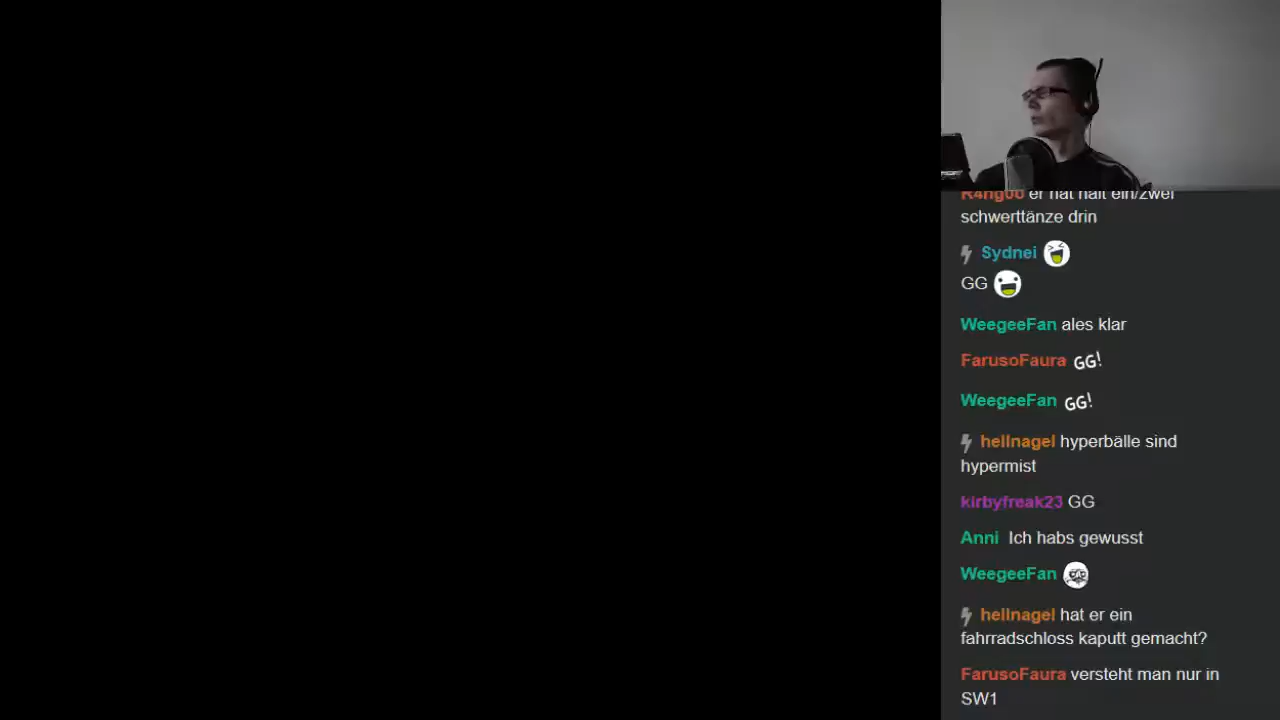 R4ng00 er hat halt ein/zwei
schwerttänze drin
Sydnei
GG
WeegeeFan ales klar
FarusoFaura GG!
WeegeeFan GG!
hellnagel hyperbälle sind
hypermist
kirbyfreak23 GG
Anni Ich habs gewusst
WeegeeFan
hellnagel hat er ein
fahrradschloss kaputt gemacht?
FarusoFaura versteht man nur in
SW1